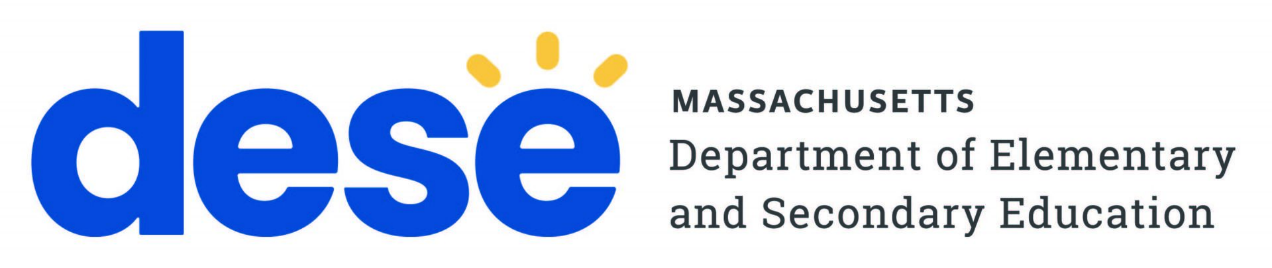 dese
MASSACHUSETTS
Department of Elementary
and Secondary Education